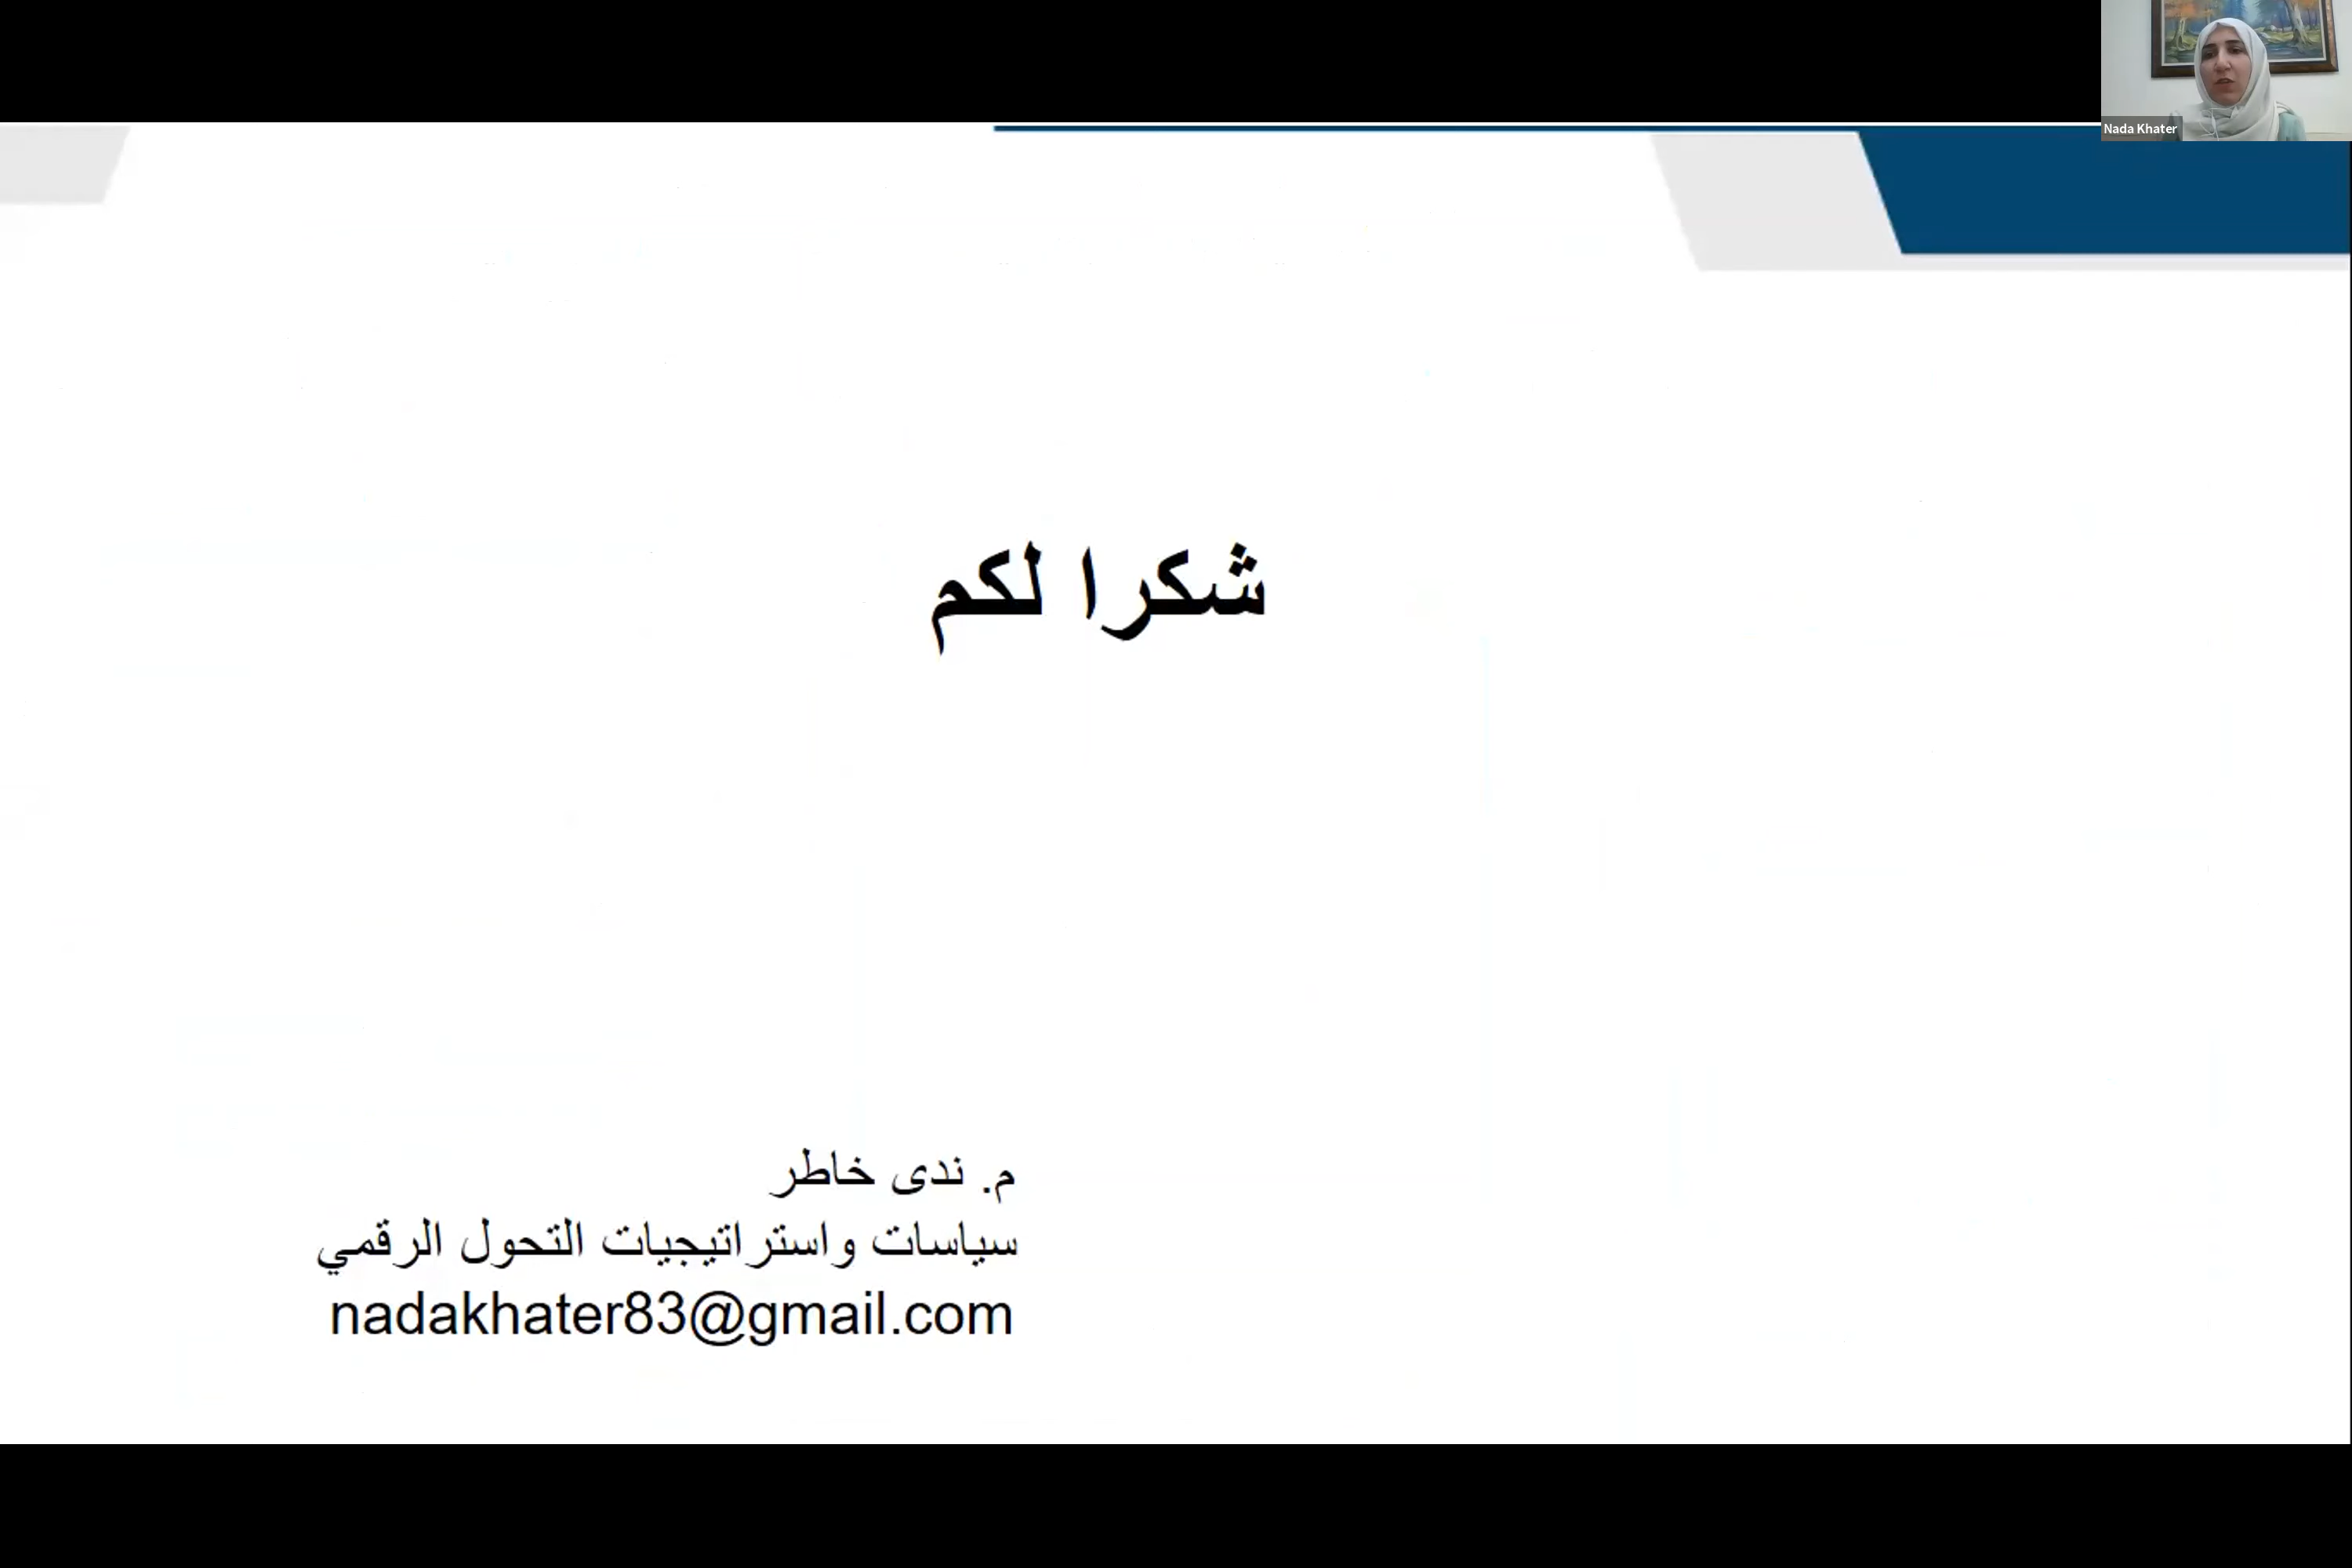 Nada Khater
شكرا لكم
م. ندى خاطر
سياسات واستراتيجيات التحول الرقمي
nadakhater83@gmail.com